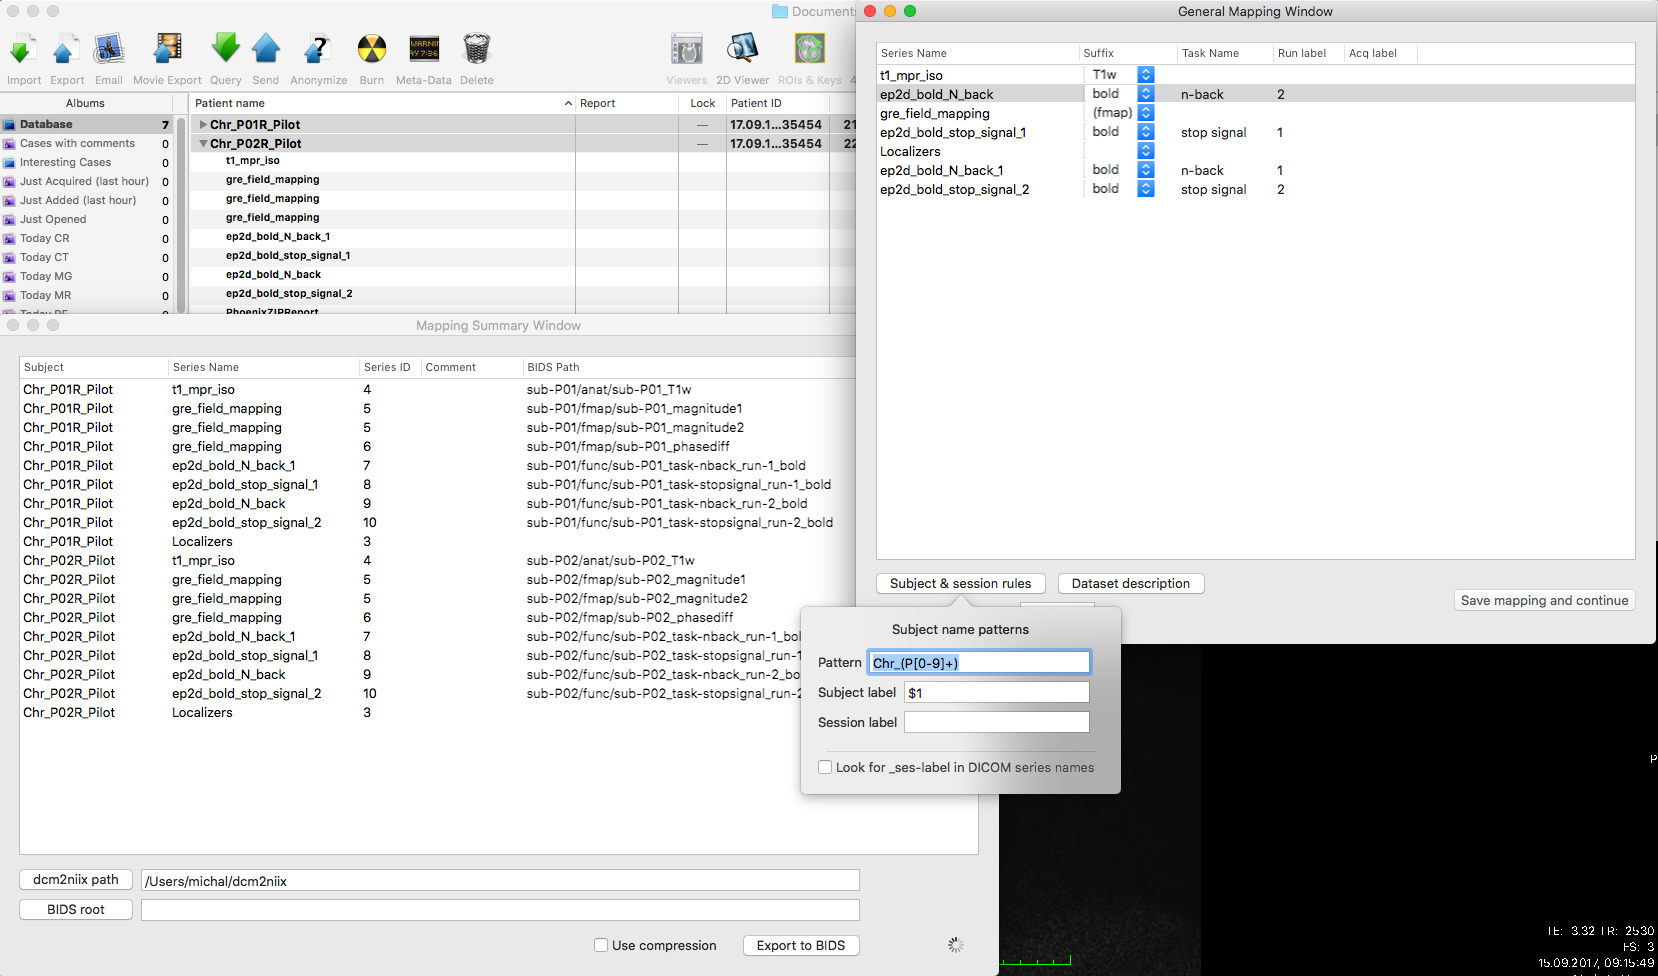 Documents
Import Export Email Movie Export Query Send Anonymize Burn Meta-Data Delete Viewers 2D Viewer ROIs & Keys
Albums Patient name Report Lock Patient ID
Database 7 Chr_P01R_Pilot — 17.09.1...35454 21
Cases with comments 0 Chr_P02R_Pilot — 17.09.1...35454 22
Interesting Cases 0 t1_mpr_iso
Just Acquired (last hour) 0 gre_field_mapping
Just Added (last hour) 0 gre_field_mapping
Just Opened 0 gre_field_mapping
Today CR 0 ep2d_bold_N_back_1
Today CT 0 ep2d_bold_stop_signal_1
Today MG 0 ep2d_bold_N_back
Today MR 0 ep2d_bold_stop_signal_2
PhoenixZIPReport
General Mapping Window
Series Name Suffix Task Name Run label Acq label
t1_mpr_iso T1w
ep2d_bold_N_back bold n-back 2
gre_field_mapping (fmap)
ep2d_bold_stop_signal_1 bold stop signal 1
Localizers
ep2d_bold_N_back_1 bold n-back 1
ep2d_bold_stop_signal_2 bold stop signal 2
Subject & session rules Dataset description
Save mapping and continue
Subject name patterns
Pattern Chr_(P[0-9]+)
Subject label $1
Session label
Look for _ses-label in DICOM series names
Mapping Summary Window
Subject Series Name Series ID Comment BIDS Path
Chr_P01R_Pilot t1_mpr_iso 4 sub-P01/anat/sub-P01_T1w
Chr_P01R_Pilot gre_field_mapping 5 sub-P01/fmap/sub-P01_magnitude1
Chr_P01R_Pilot gre_field_mapping 5 sub-P01/fmap/sub-P01_magnitude2
Chr_P01R_Pilot gre_field_mapping 6 sub-P01/fmap/sub-P01_phasediff
Chr_P01R_Pilot ep2d_bold_N_back_1 7 sub-P01/func/sub-P01_task-nback_run-1_bold
Chr_P01R_Pilot ep2d_bold_stop_signal_1 8 sub-P01/func/sub-P01_task-stopsignal_run-1_bold
Chr_P01R_Pilot ep2d_bold_N_back 9 sub-P01/func/sub-P01_task-nback_run-2_bold
Chr_P01R_Pilot ep2d_bold_stop_signal_2 10 sub-P01/func/sub-P01_task-stopsignal_run-2_bold
Chr_P01R_Pilot Localizers 3
Chr_P02R_Pilot t1_mpr_iso 4 sub-P02/anat/sub-P02_T1w
Chr_P02R_Pilot gre_field_mapping 5 sub-P02/fmap/sub-P02_magnitude1
Chr_P02R_Pilot gre_field_mapping 5 sub-P02/fmap/sub-P02_magnitude2
Chr_P02R_Pilot gre_field_mapping 6 sub-P02/fmap/sub-P02_phasediff
Chr_P02R_Pilot ep2d_bold_N_back_1 7 sub-P02/func/sub-P02_task-nback_run-1_bol
Chr_P02R_Pilot ep2d_bold_stop_signal_1 8 sub-P02/func/sub-P02_task-stopsignal_run-1
Chr_P02R_Pilot ep2d_bold_N_back 9 sub-P02/func/sub-P02_task-nback_run-2_bo
Chr_P02R_Pilot ep2d_bold_stop_signal_2 10 sub-P02/func/sub-P02_task-stopsignal_run-2
Chr_P02R_Pilot Localizers 3
dcm2niix path /Users/michal/dcm2niix
BIDS root
Use compression Export to BIDS
TE: 3.32 TR: 2530
FS: 3
15.09.2017, 09:15:49